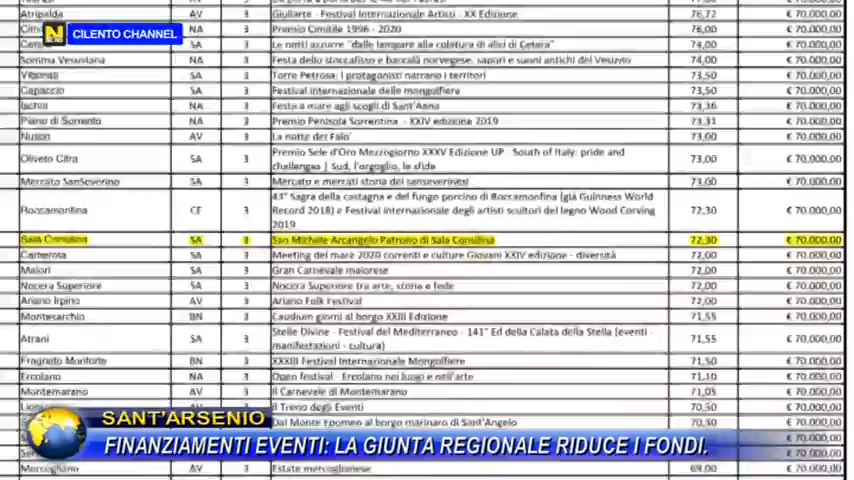 Atripalda AV 3 Giullarte - Festival Internazionale Artisti - XX Edizione 76,72 € 70.000,00
NA 3 Premio Cimitile 1996 - 2020 76,00 € 70.000,00
CILENTO CHANNEL
SA 3 Le notti azzurre "dalle lampare alla colatura di alici di Cetara" 74,00 € 70.000,00
Somma Vesuviana NA 3 Festa dello stoccafisso e baccalà norvegese, sapori e suoni antichi del Vesuvio 74,00 € 70.000,00
Vibonati SA 3 Torre Petrosa: I protagonisti narrano i territori 73,50 € 70.000,00
Capaccio SA 3 Festival internazionale delle mongolfiere 73,50 € 70.000,00
Ischia NA 3 Festa a mare agli scogli di Sant'Anna 73,36 € 70.000,00
Piano di Sorrento NA 3 Premio Penisola Sorrentina - XXIV edizione 2019 73,31 € 70.000,00
Nusco AV 3 La notte dei Falo' 73,00 € 70.000,00
Oliveto Citra SA 3 Premio Sele d'Oro Mezzogiorno XXXV Edizione UP - South of Italy: pride and
challenges | Sud, l'orgoglio, le sfide 73,00 € 70.000,00
Mercato SanSeverino SA 3 Mercato e mercati storia dei sanseverinesi 73,00 € 70.000,00
Roccamonfina CE 3 43° Sagra della castagna e del fungo porcino di Roccamonfina (già Guinness World
Record 2018) e Festival internazionale degli artisti scultori del legno Wood Carving
2019 72,30 € 70.000,00
Sala Consilina SA 3 San Michele Arcangelo Patrono di Sala Consilina 72,30 € 70.000,00
Camerota SA 3 Meeting del mare 2020 correnti e culture Giovani XXIV edizione - diversità 72,00 € 70.000,00
Maiori SA 3 Gran Carnevale maiorese 72,00 € 70.000,00
Nocera Superiore SA 3 Nocera Superiore tra arte, storia e fede 72,00 € 70.000,00
Ariano Irpino AV 3 Ariano Folk Festival 72,00 € 70.000,00
Montesarchio BN 3 Caudium giorni al borgo XXIII Edizione 71,55 € 70.000,00
Atrani SA 3 Stelle Divine - Festival del Mediterraneo - 141° Ed della Calata della Stella (eventi -
manifestazioni - cultura) 71,55 € 70.000,00
Fragneto Monforte BN 3 XXXIII Festival Internazionale Mongolfiere 71,50 € 70.000,00
Ercolano NA 3 Open festival - Ercolano nei luoghi e nell'arte 71,10 € 70.000,00
Montemarano AV 3 Il Carnevale di Montemarano 71,05 € 70.000,00
Lioni Il Treno degli Eventi 70,50 € 70.000,00
SANT'ARSENIO
Dal Monte Epomeo al borgo marinaro di Sant'Angelo 70,30 € 70.000,00
FINANZIAMENTI EVENTI: LA GIUNTA REGIONALE RIDUCE I FONDI.
Mercogliano AV 3 Estate mercoglianese 69,00 € 70.000,00